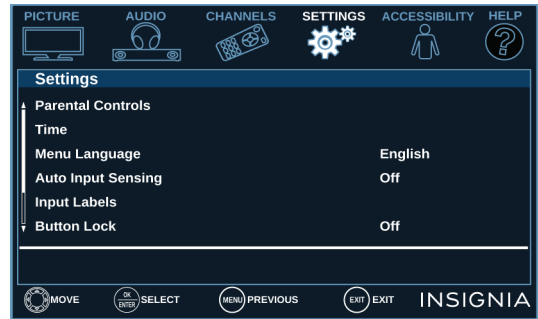 PICTURE AUDIO CHANNELS SETTINGS ACCESSIBILITY HELP
Settings
Parental Controls
Time
Menu Language English
Auto Input Sensing Off
Input Labels
Button Lock Off
MOVE OK ENTER SELECT MENU PREVIOUS EXIT EXIT INSIGNIA